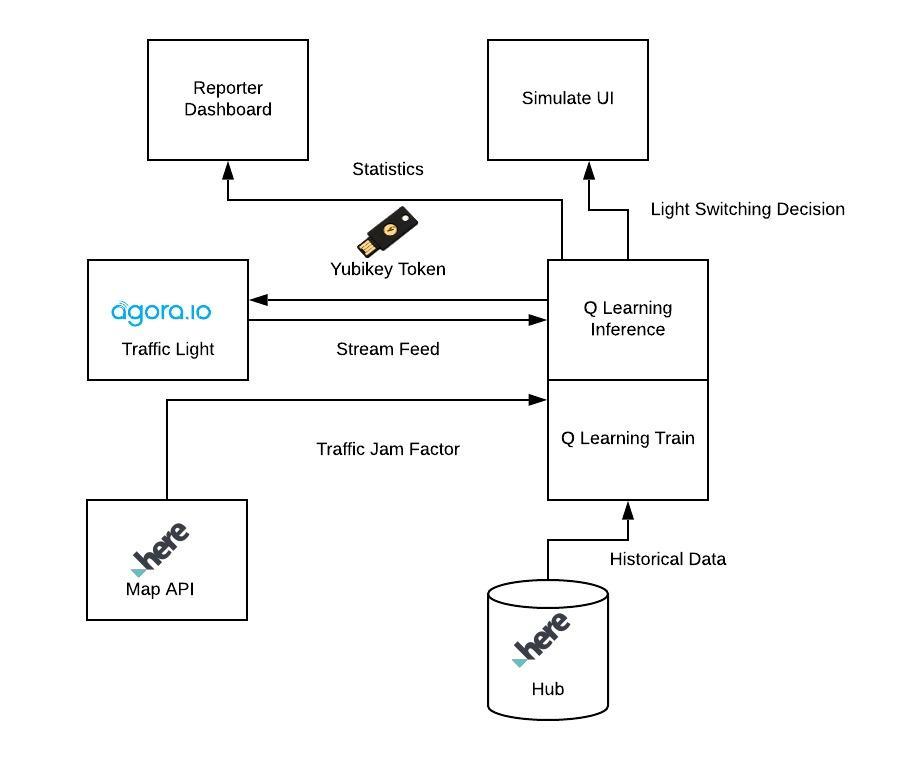 Reporter
Dashboard
Simulate UI
Statistics
Light Switching Decision
Yubikey Token
agora.io
Traffic Light
Q Learning
Inference
Stream Feed
Q Learning Train
Traffic Jam Factor
here
Map API
Historical Data
here
Hub